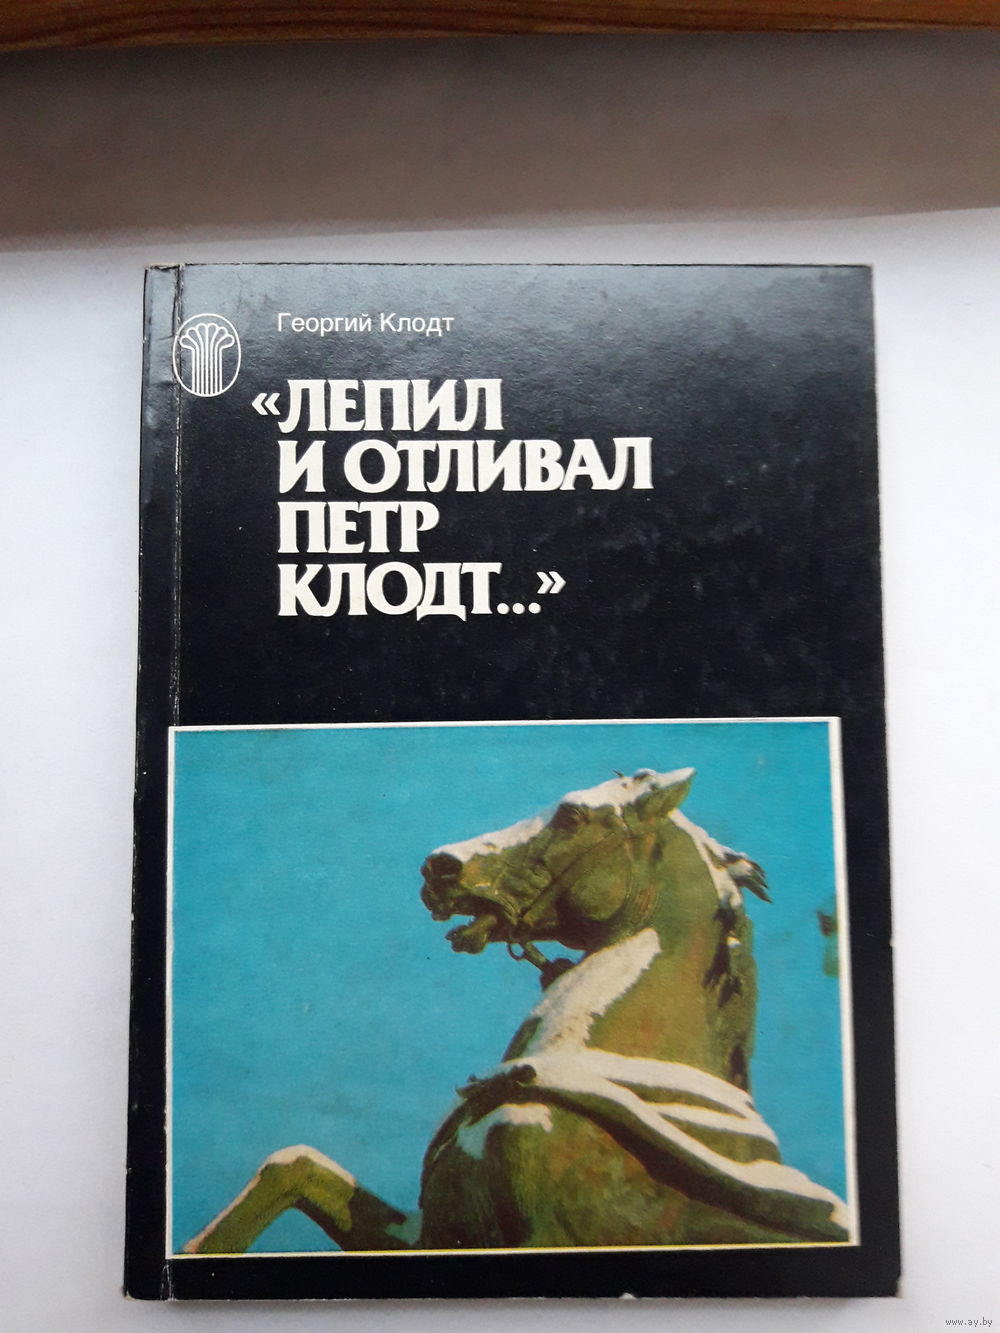 Георгий Клодт
«ЛЕПИЛ
И ОТЛИВАЛ
ПЕТР
КЛОДТ...»
www.ay.by